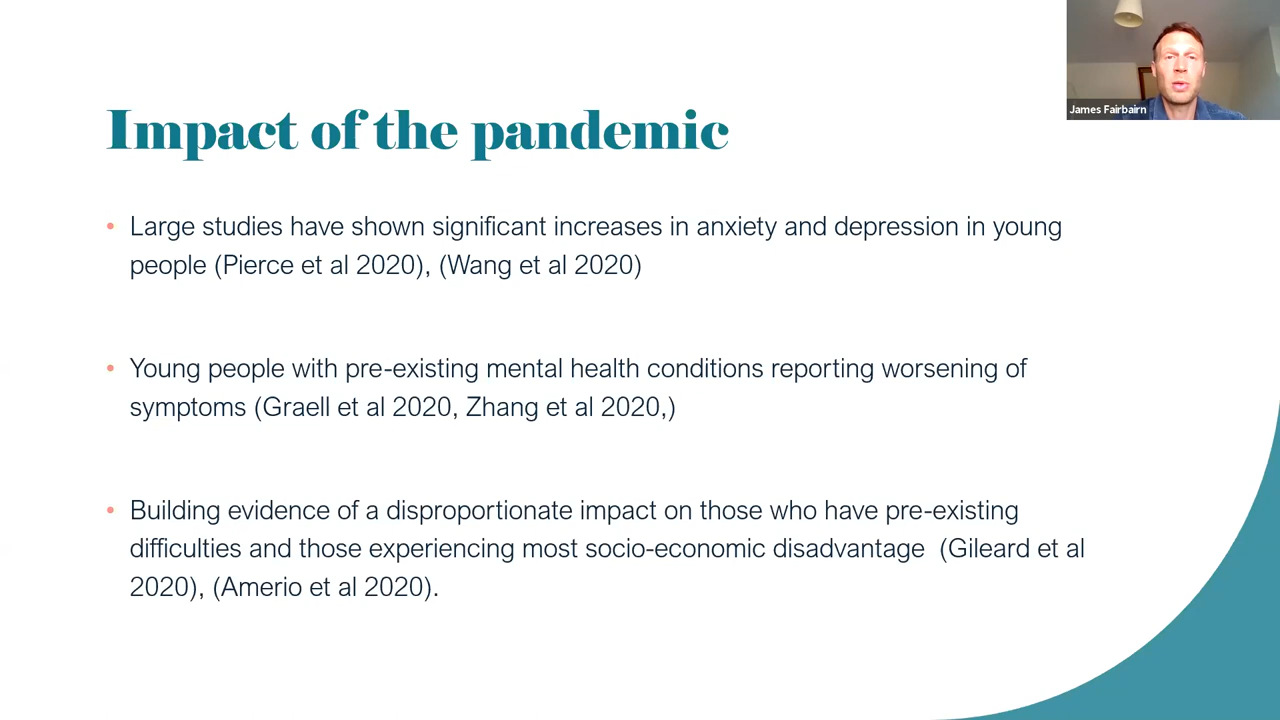 Impact of the pandemic
James Fairbairn
• Large studies have shown significant increases in anxiety and depression in young
people (Pierce et al 2020), (Wang et al 2020)
• Young people with pre-existing mental health conditions reporting worsening of
symptoms (Graell et al 2020, Zhang et al 2020,)
• Building evidence of a disproportionate impact on those who have pre-existing
difficulties and those experiencing most socio-economic disadvantage  (Gileard et al
2020), (Amerio et al 2020).